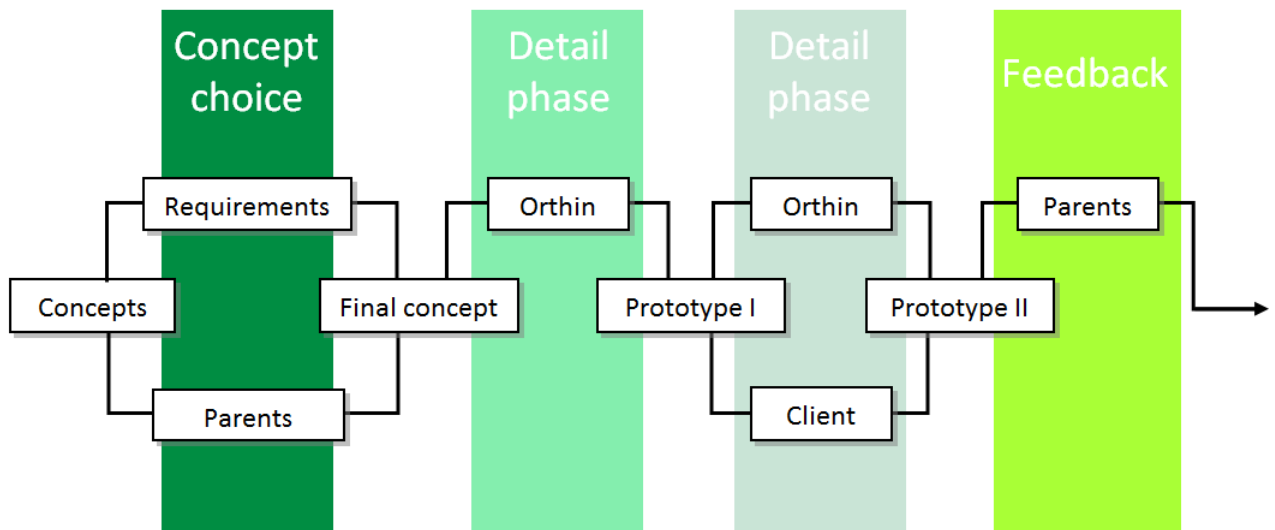 Concept
choice
Detail
phase
Detail
phase
Feedback
Requirements
Orthin
Orthin
Parents
Concepts
Final concept
Prototype I
Prototype II
Parents
Client